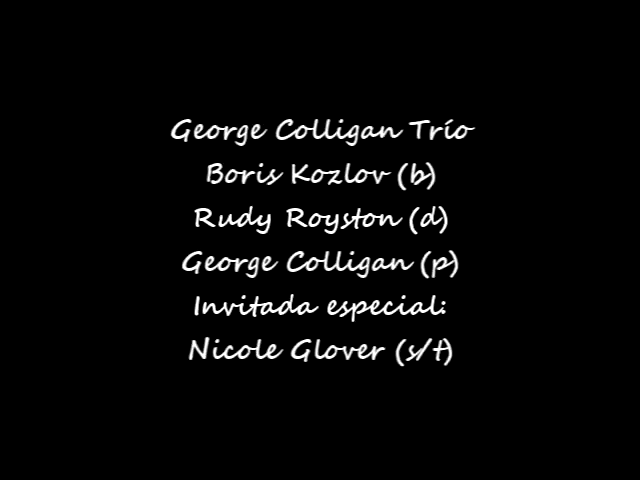 George Colligan Trío
Boris Kozlov (b)
Rudy Royston (d)
George Colligan (p)
Invitada especial:
Nicole Glover (s/t)